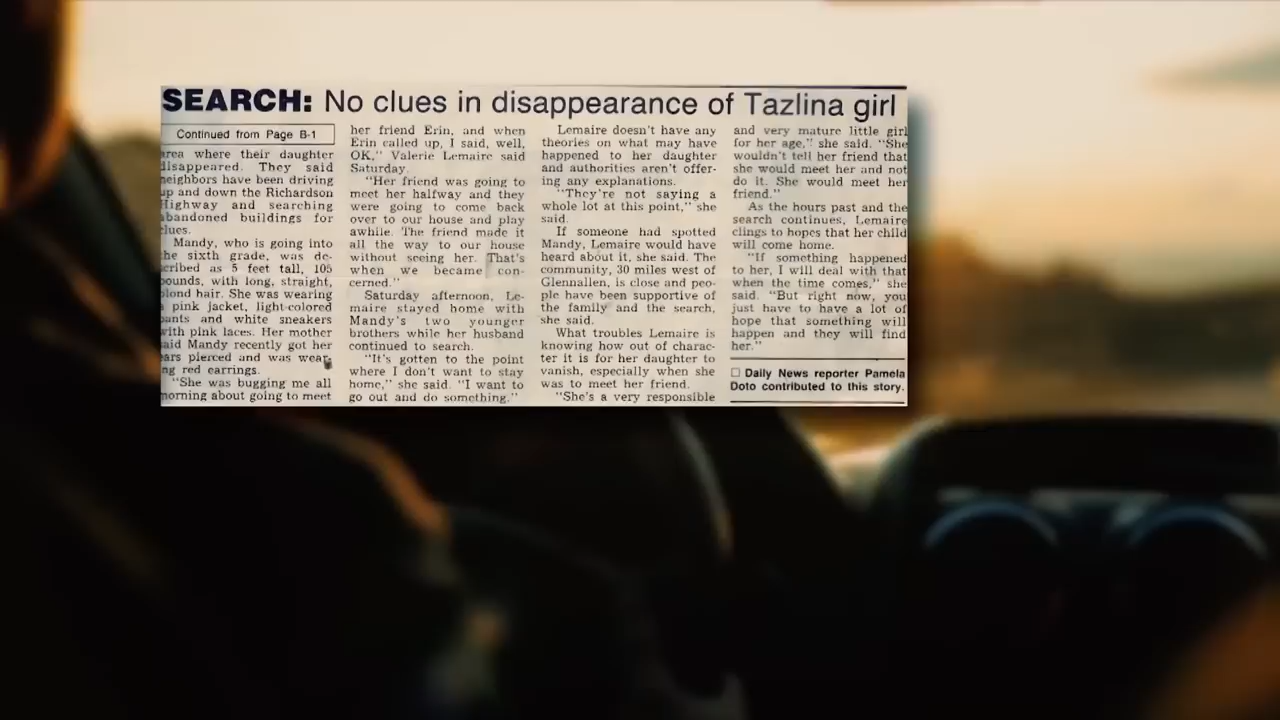 SEARCH: No clues in disappearance of Tazlina girl
Continued from Page B-1
area where their daughter
disappeared. They said
neighbors have been driving
up and down the Richardson
Highway and searching
abandoned buildings for
clues.
Mandy, who is going into
the sixth grade, was de-
scribed as 5 feet tall, 105
pounds, with long, straight,
blond hair. She was wearing
a pink jacket, light-colored
pants and white sneakers
with pink laces. Her mother
said Mandy recently got her
ears pierced and was wear-
ing red earrings.
"She was bugging me all
morning about going to meet
her friend Erin, and when
Erin called up, I said, well,
OK," Valerie Lemaire said
Saturday.
"Her friend was going to
meet her halfway and they
were going to come back
over to our house and play
awhile. The friend made it
all the way to our house
without seeing her. That's
when we became con-
cerned."
Saturday afternoon, Le-
maire stayed home with
Mandy's two younger
brothers while her husband
continued to search.
"It's gotten to the point
where I don't want to stay
home," she said. "I want to
go out and do something."
Lemaire doesn't have any
theories on what may have
happened to her daughter
and authorities aren't offer-
ing any explanations.
"They're not saying a
whole lot at this point," she
said.
If someone had spotted
Mandy, Lemaire would have
heard about it, she said. The
community, 30 miles west of
Glennallen, is close and peo-
ple have been supportive of
the family and the search,
she said.
What troubles Lemaire is
knowing how out of charac-
ter it is for her daughter to
vanish, especially when she
was to meet her friend.
"She's a very responsible
and very mature little girl
for her age," she said. "She
wouldn't tell her friend that
she would meet her and not
do it. She would meet her
friend."
As the hours past and the
search continues, Lemaire
clings to hopes that her child
will come home.
"If something happened
to her, I will deal with that
when the time comes," she
said. "But right now, you
just have to have a lot of
hope that something will
happen and they will find
her."
□ Daily News reporter Pamela
Doto contributed to this story.